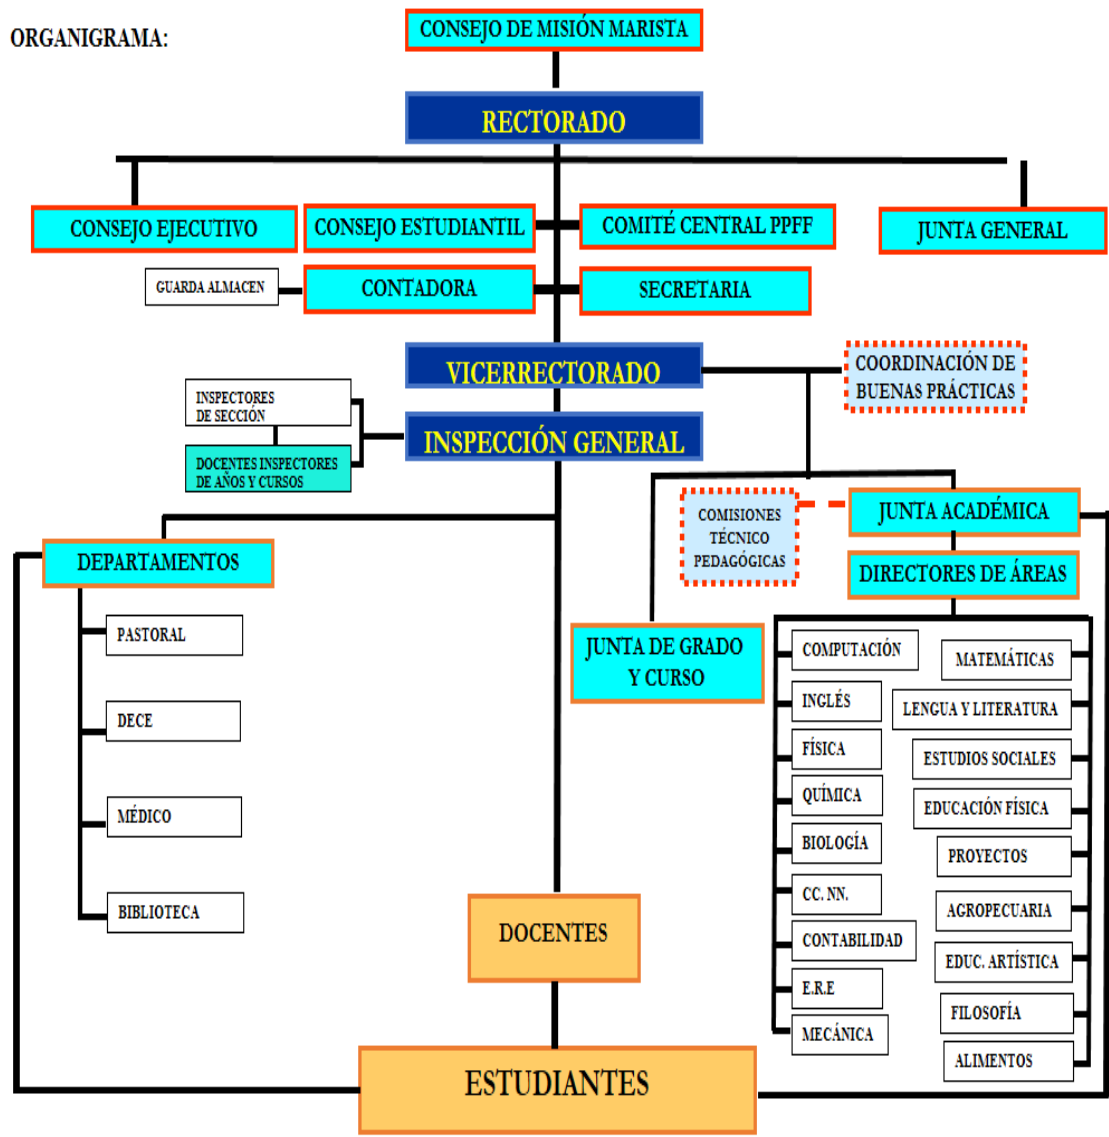 CONSEJO DE MISIÓN MARISTA
ORGANIGRAMA:
RECTORADO
CONSEJO EJECUTIVO
CONSEJO ESTUDIANTIL
COMITÉ CENTRAL PPFF
JUNTA GENERAL
GUARDA ALMACEN
CONTADORA
SECRETARIA
VICERRECTORADO
COORDINACIÓN DE
BUENAS PRÁCTICAS
INSPECTORES
DE SECCIÓN
INSPECCIÓN GENERAL
DOCENTES INSPECTORES
DE AÑOS Y CURSOS
COMISIONES
TÉCNICO
PEDAGÓGICAS
JUNTA ACADÉMICA
DEPARTAMENTOS
DIRECTORES DE ÁREAS
PASTORAL
DECE
MÉDICO
BIBLIOTECA
JUNTA DE GRADO
Y CURSO
COMPUTACIÓN
INGLÉS
FÍSICA
QUÍMICA
BIOLOGÍA
CC. NN.
CONTABILIDAD
E.R.E
MECÁNICA
MATEMÁTICAS
LENGUA Y LITERATURA
ESTUDIOS SOCIALES
EDUCACIÓN FÍSICA
PROYECTOS
AGROPECUARIA
EDUC. ARTÍSTICA
FILOSOFÍA
ALIMENTOS
DOCENTES
ESTUDIANTES